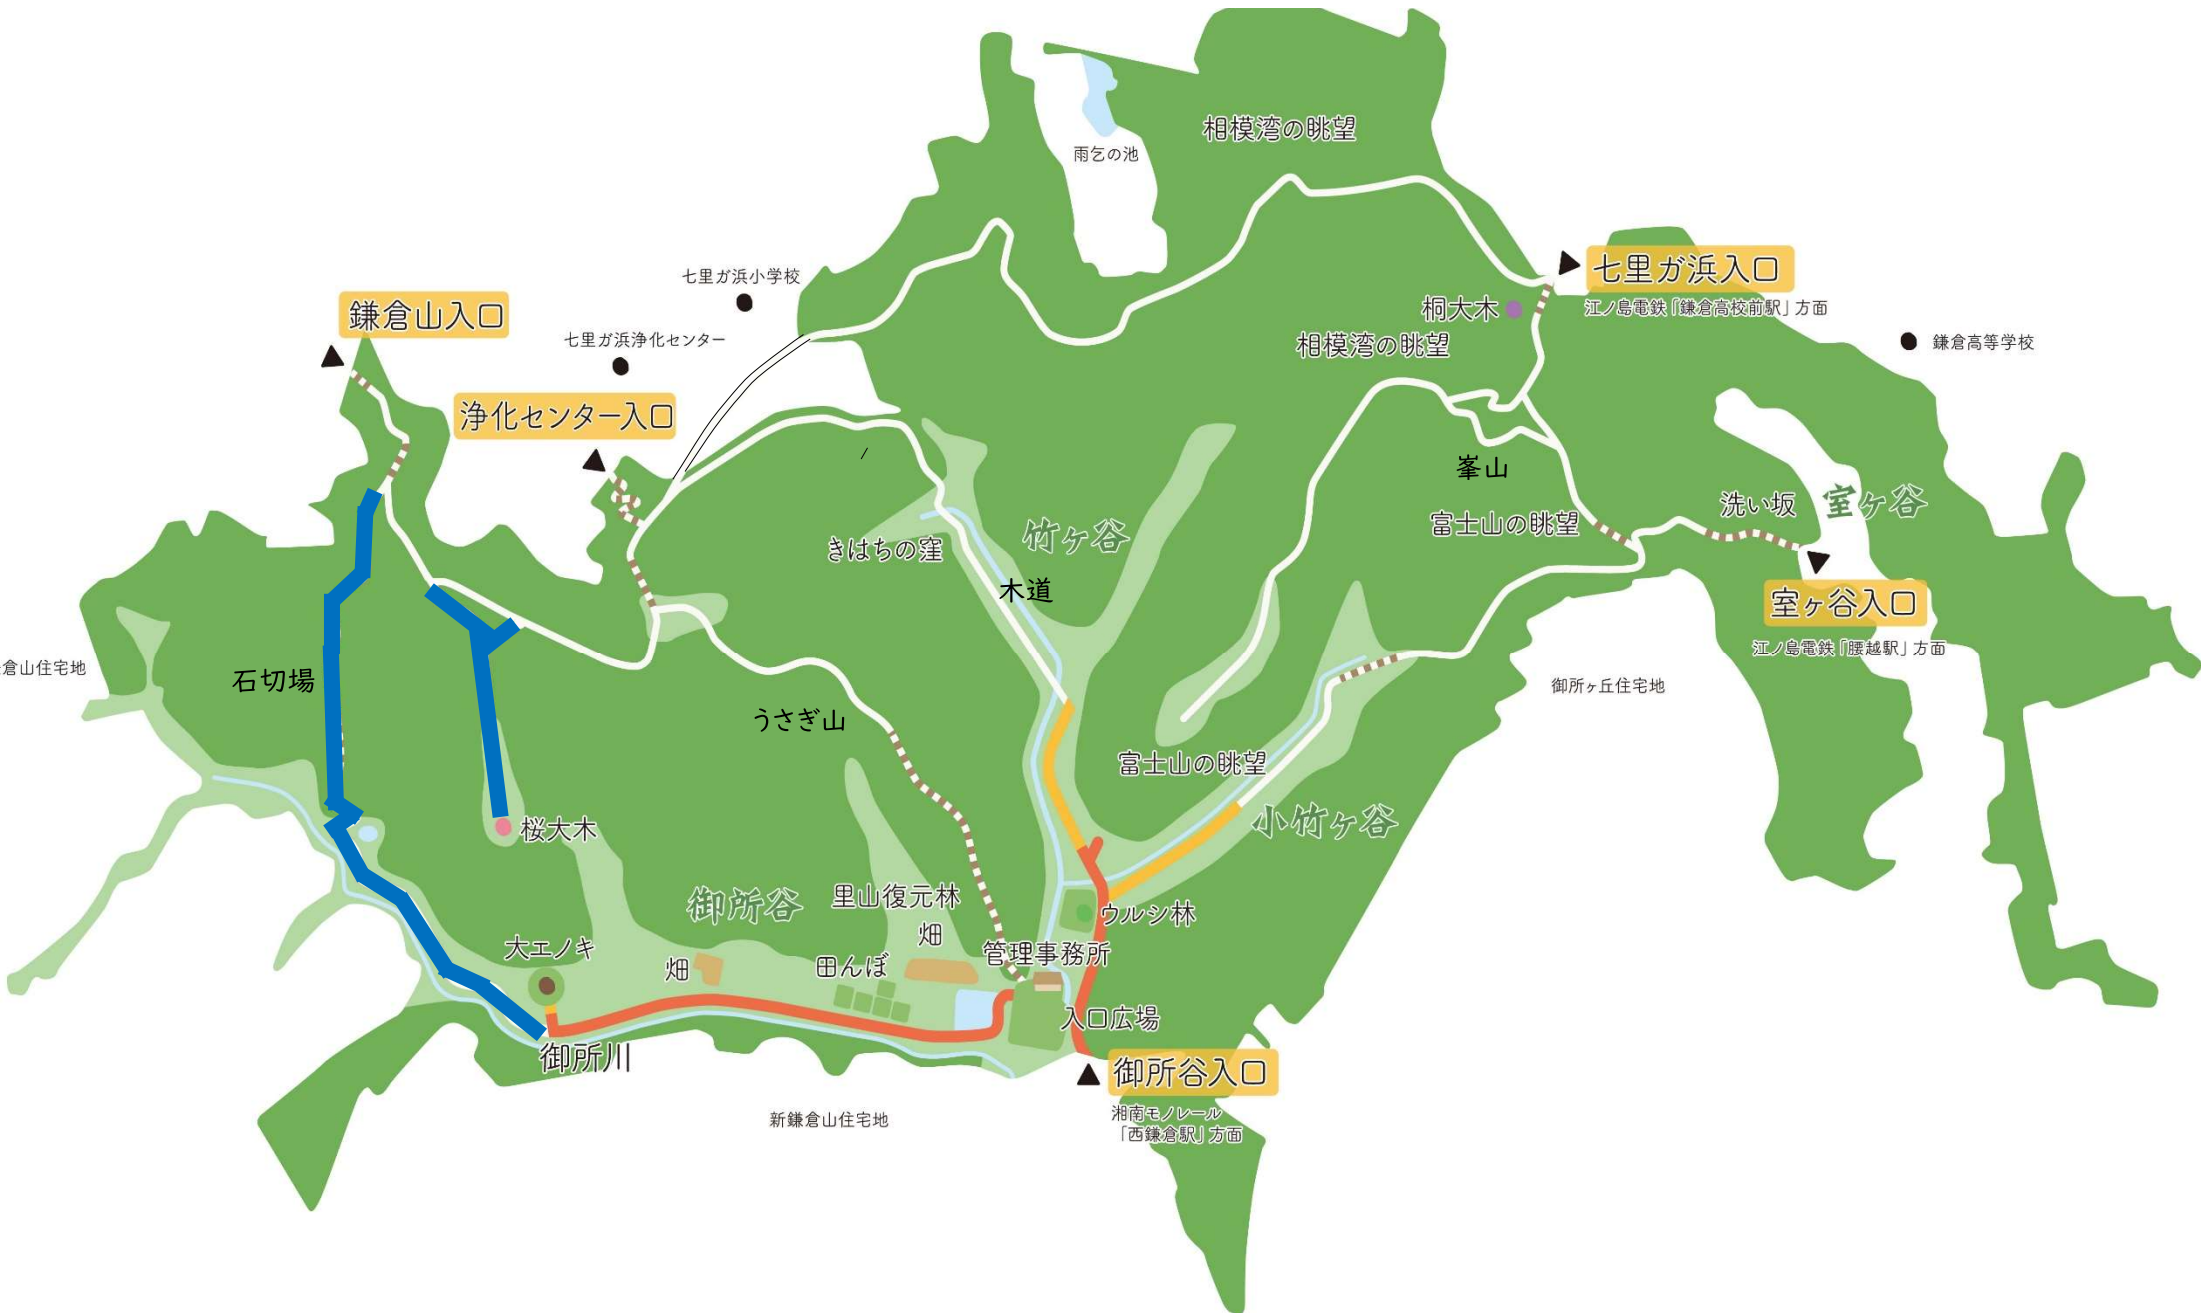 相模湾の眺望
雨乞の池
七里ガ浜入口
江ノ島電鉄「鎌倉高校前駅」方面
七里ガ浜小学校
鎌倉山入口
桐大木
七里ガ浜浄化センター
相模湾の眺望
鎌倉高等学校
浄化センター入口
峯山
洗い坂
室ヶ谷
富士山の眺望
竹ヶ谷
きはちの窪
木道
室ヶ谷入口
江ノ島電鉄「腰越駅」方面
倉山住宅地
石切場
御所ヶ丘住宅地
うさぎ山
富士山の眺望
小竹ヶ谷
桜大木
御所谷
里山復元林
ウルシ林
畑
大エノキ
管理事務所
畑
田んぼ
入口広場
御所川
御所谷入口
湘南モノレール
「西鎌倉駅」方面
新鎌倉山住宅地